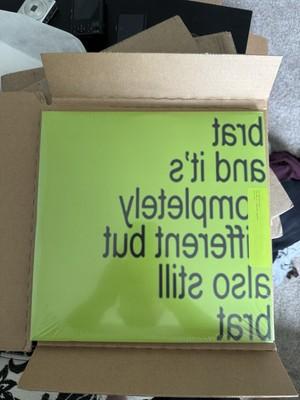 brat
and it's
ompletely
ifferent but
also still
brat